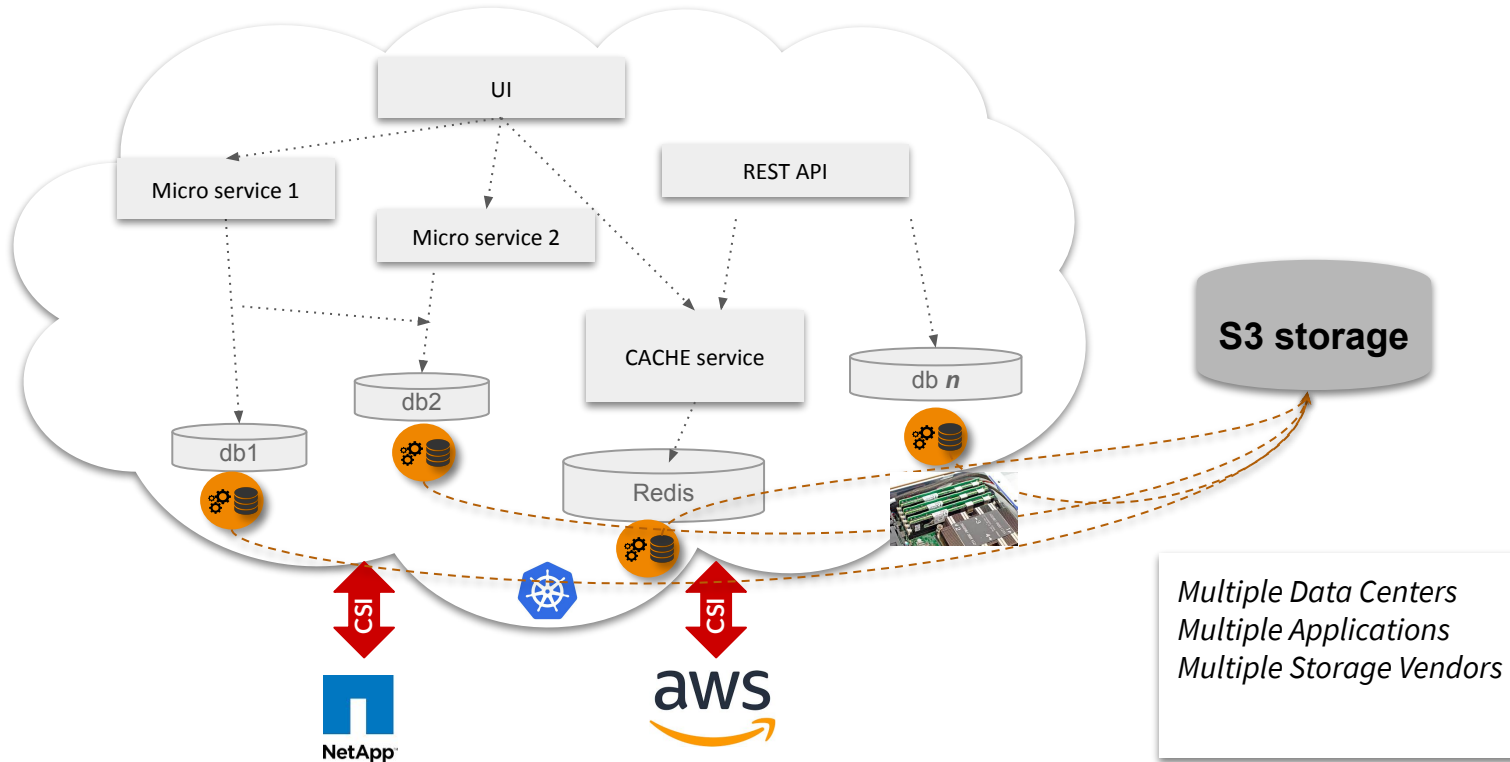 UI
Micro service 1
REST API
Micro service 2
CACHE service
db1
db2
db n
Redis
S3 storage
CSI
CSI
NetApp™
aws
Multiple Data Centers
Multiple Applications
Multiple Storage Vendors